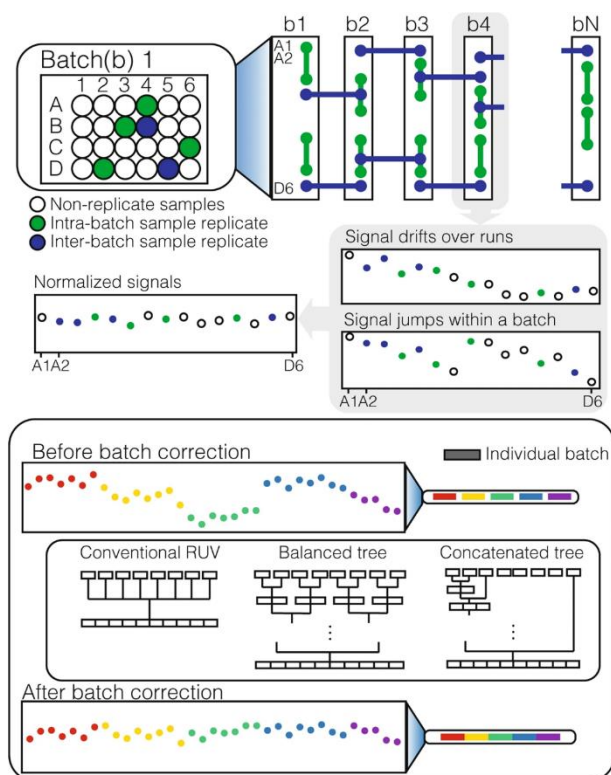 b1 b2 b3 b4 bN
Batch(b) 1
1 2 3 4 5 6
A
B
C
D
A1
A2
D6
Non-replicate samples
Intra-batch sample replicate
Inter-batch sample replicate
Signal drifts over runs
Normalized signals
Signal jumps within a batch
A1A2 D6
A1A2 D6
Before batch correction
Individual batch
Conventional RUV
Balanced tree
Concatenated tree
After batch correction